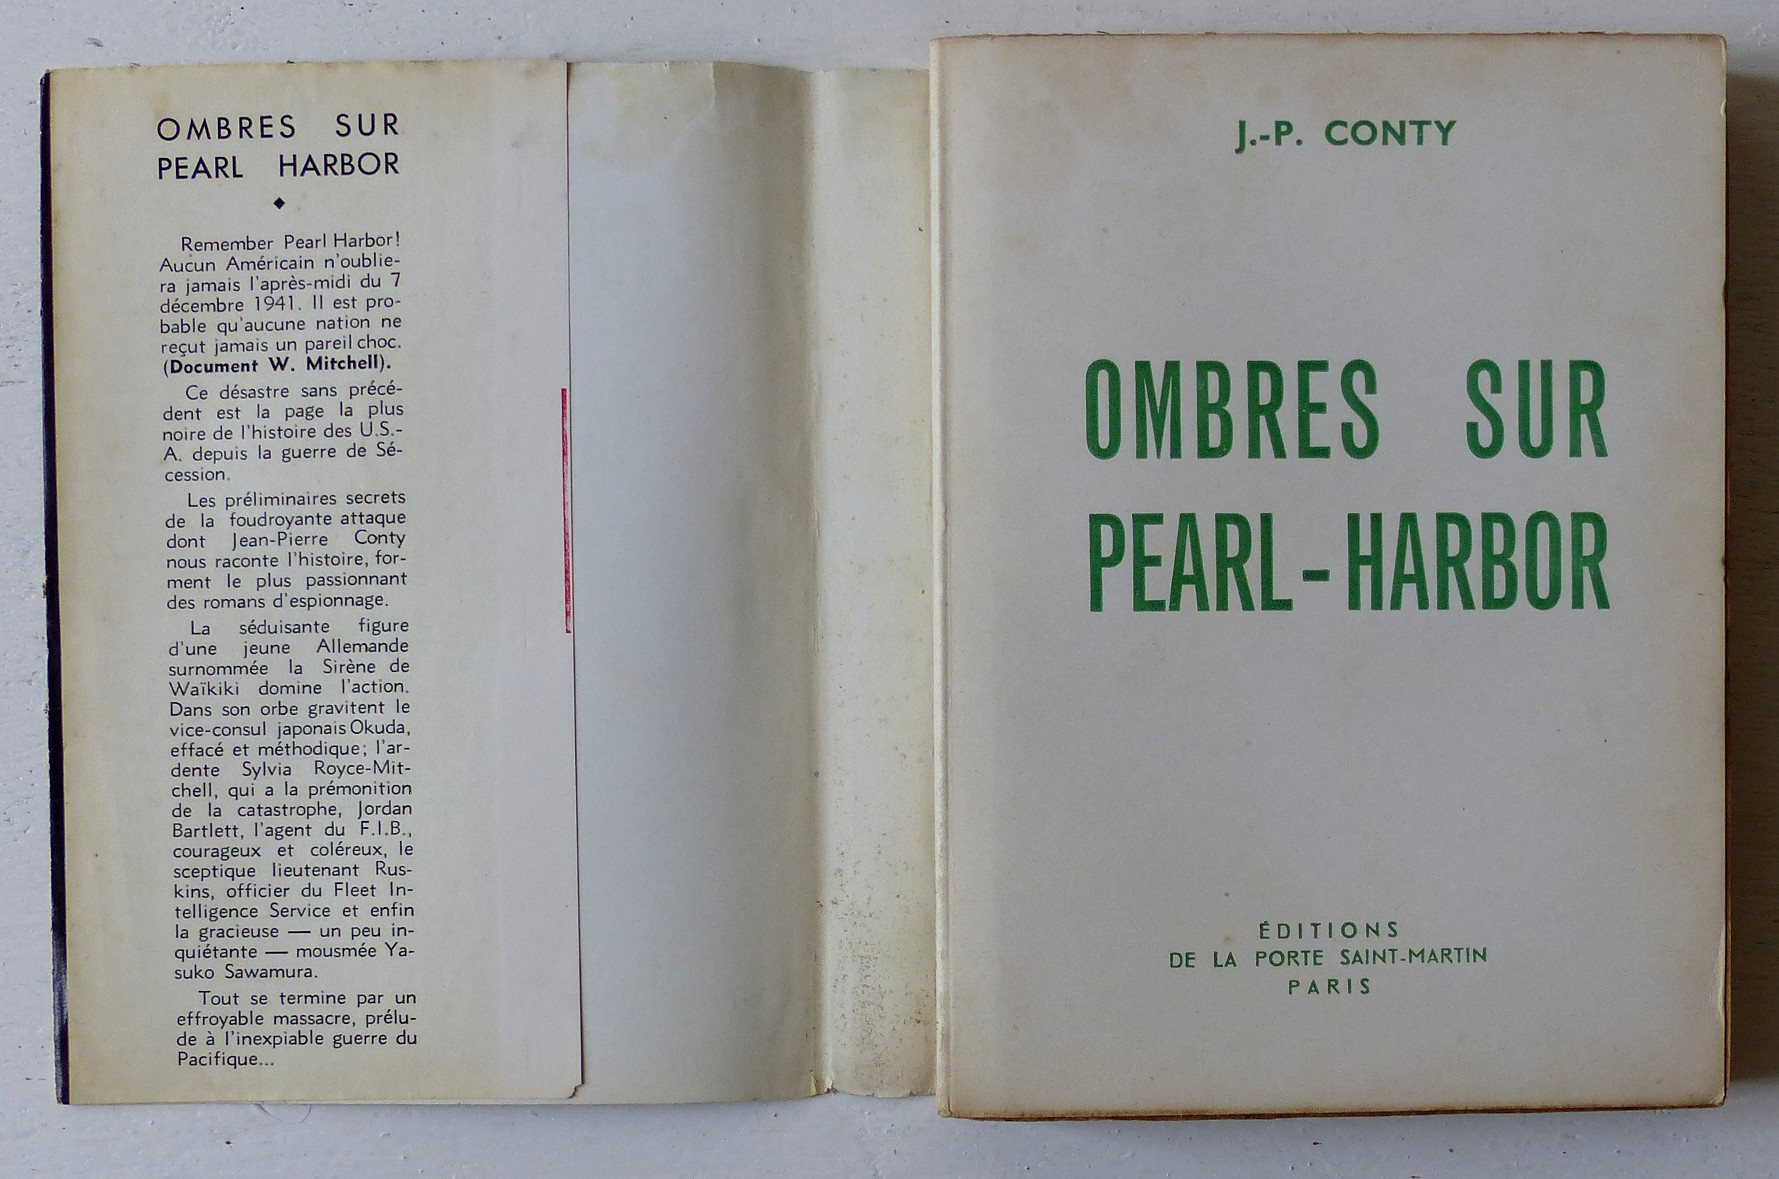 OMBRES SUR
PEARL HARBOR
Remember Pearl Harbor!
Aucun Américain n'oublie-
ra jamais l'après-midi du 7
décembre 1941. Il est pro-
bable qu'aucune nation ne
reçut jamais un pareil choc.
(Document W. Mitchell).
Ce désastre sans précé-
dent est la page la plus
noire de l'histoire des U.S.-
A. depuis la guerre de Sé-
cession.
Les préliminaires secrets
de la foudroyante attaque
dont Jean-Pierre Conty
nous raconte l'histoire, for-
ment le plus passionnant
des romans d'espionnage.
La séduisante figure
d'une jeune Allemande
surnommée la Sirène de
Waïkiki domine l'action.
Dans son orbe gravitent le
vice-consul japonais Okuda,
effacé et méthodique; l'ar-
dente Sylvia Royce-Mit-
chell, qui a la prémonition
de la catastrophe, Jordan
Bartlett, l'agent du F.I.B.,
courageux et coléreux, le
sceptique lieutenant Rus-
kins, officier du Fleet In-
telligence Service et enfin
la gracieuse — un peu in-
quiétante — mousmée Ya-
suko Sawamura.
Tout se termine par un
effroyable massacre, prélu-
de à l'inexpiable guerre du
Pacifique...
J.-P. CONTY
OMBRES SUR
PEARL-HARBOR
ÉDITIONS
DE LA PORTE SAINT-MARTIN
PARIS